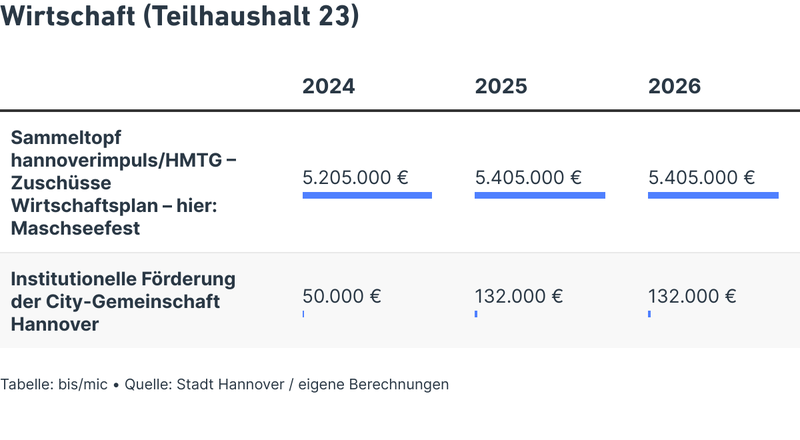 Wirtschaft (Teilhaushalt 23)
2024 2025 2026
Sammeltopf
hannoverimpuls/HMTG –
Zuschüsse
Wirtschaftsplan – hier:
Maschseefest
5.205.000 € 5.405.000 € 5.405.000 €
Institutionelle Förderung
der City-Gemeinschaft
Hannover
50.000 € 132.000 € 132.000 €
Tabelle: bis/mic • Quelle: Stadt Hannover / eigene Berechnungen